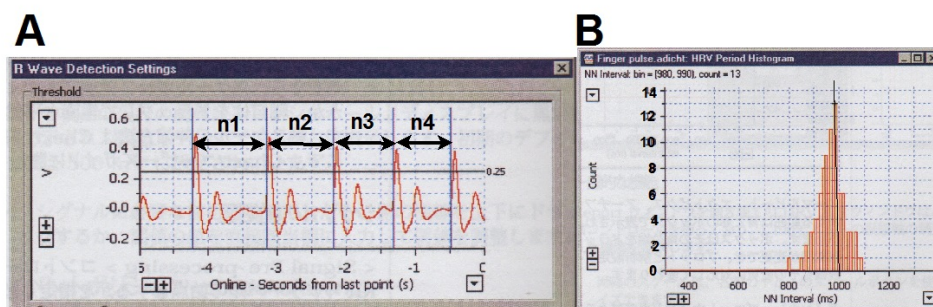 A
R Wave Detection Settings
Threshold
0.6
0.4
0.2
-0.0
-0.2
V
n1
n2
n3
n4
0.25
5
-4
-3
-2
-1
0
Online - Seconds from last point (s)
B
Finger pulse.adicht: HRV Period Histogram
NN Interval: bin = [980, 990), count = 13
14
12
10
8
6
4
2
0
Count
400
600
800
1000
1200
NN Interval (ms)